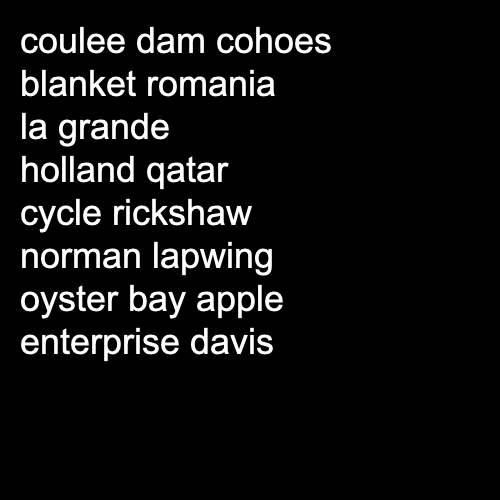 coulee dam cohoes
blanket romania
la grande
holland qatar
cycle rickshaw
norman lapwing
oyster bay apple
enterprise davis